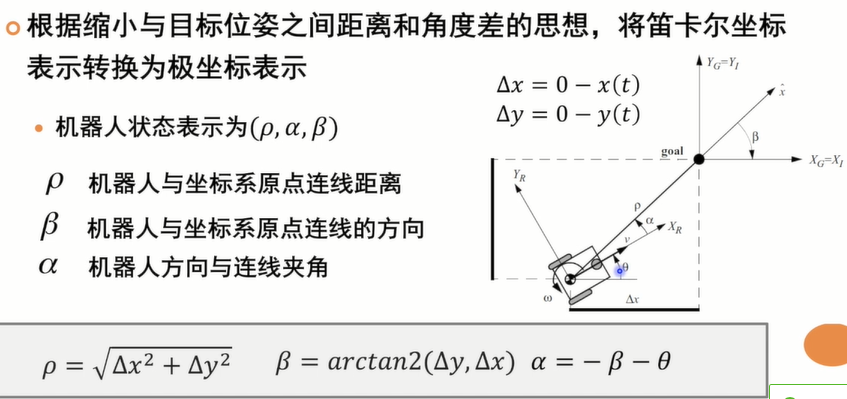 根据缩小与目标位姿之间距离和角度差的思想，将笛卡尔坐标
表示转换为极坐标表示
Δx = 0 − x(t)
Δy = 0 − y(t)
机器人状态表示为(ρ, α, β)
ρ 机器人与坐标系原点连线距离
β 机器人与坐标系原点连线的方向
α 机器人方向与连线夹角
Y_G=Y_I
x̂
β
goal
X_G=X_I
Y_R
ρ
α
X_R
v
θ
ω
Δx
ρ = √(Δx² + Δy²) β = arctan2(Δy, Δx) α = − β − θ